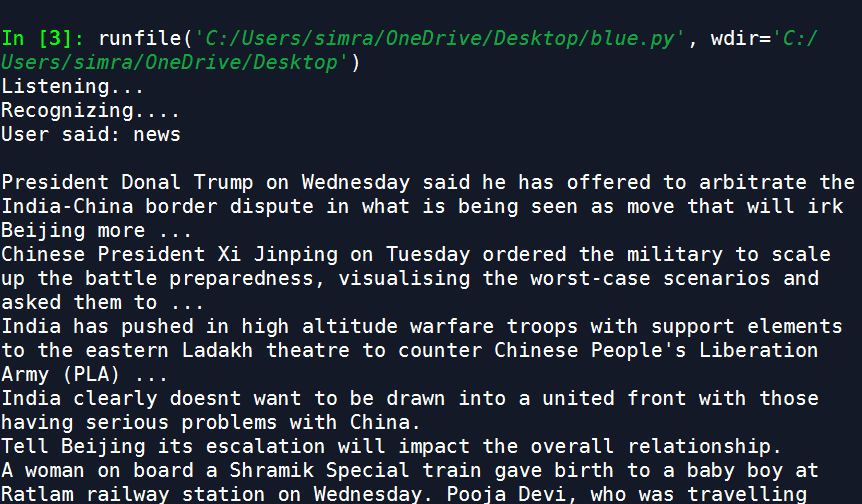 In [3]: runfile('C:/Users/simra/OneDrive/Desktop/blue.py', wdir='C:/
Users/simra/OneDrive/Desktop')
Listening...
Recognizing....
User said: news
President Donal Trump on Wednesday said he has offered to arbitrate the
India-China border dispute in what is being seen as move that will irk
Beijing more ...
Chinese President Xi Jinping on Tuesday ordered the military to scale
up the battle preparedness, visualising the worst-case scenarios and
asked them to ...
India has pushed in high altitude warfare troops with support elements
to the eastern Ladakh theatre to counter Chinese People's Liberation
Army (PLA) ...
India clearly doesnt want to be drawn into a united front with those
having serious problems with China.
Tell Beijing its escalation will impact the overall relationship.
A woman on board a Shramik Special train gave birth to a baby boy at
Ratlam railway station on Wednesday. Pooja Devi, who was travelling